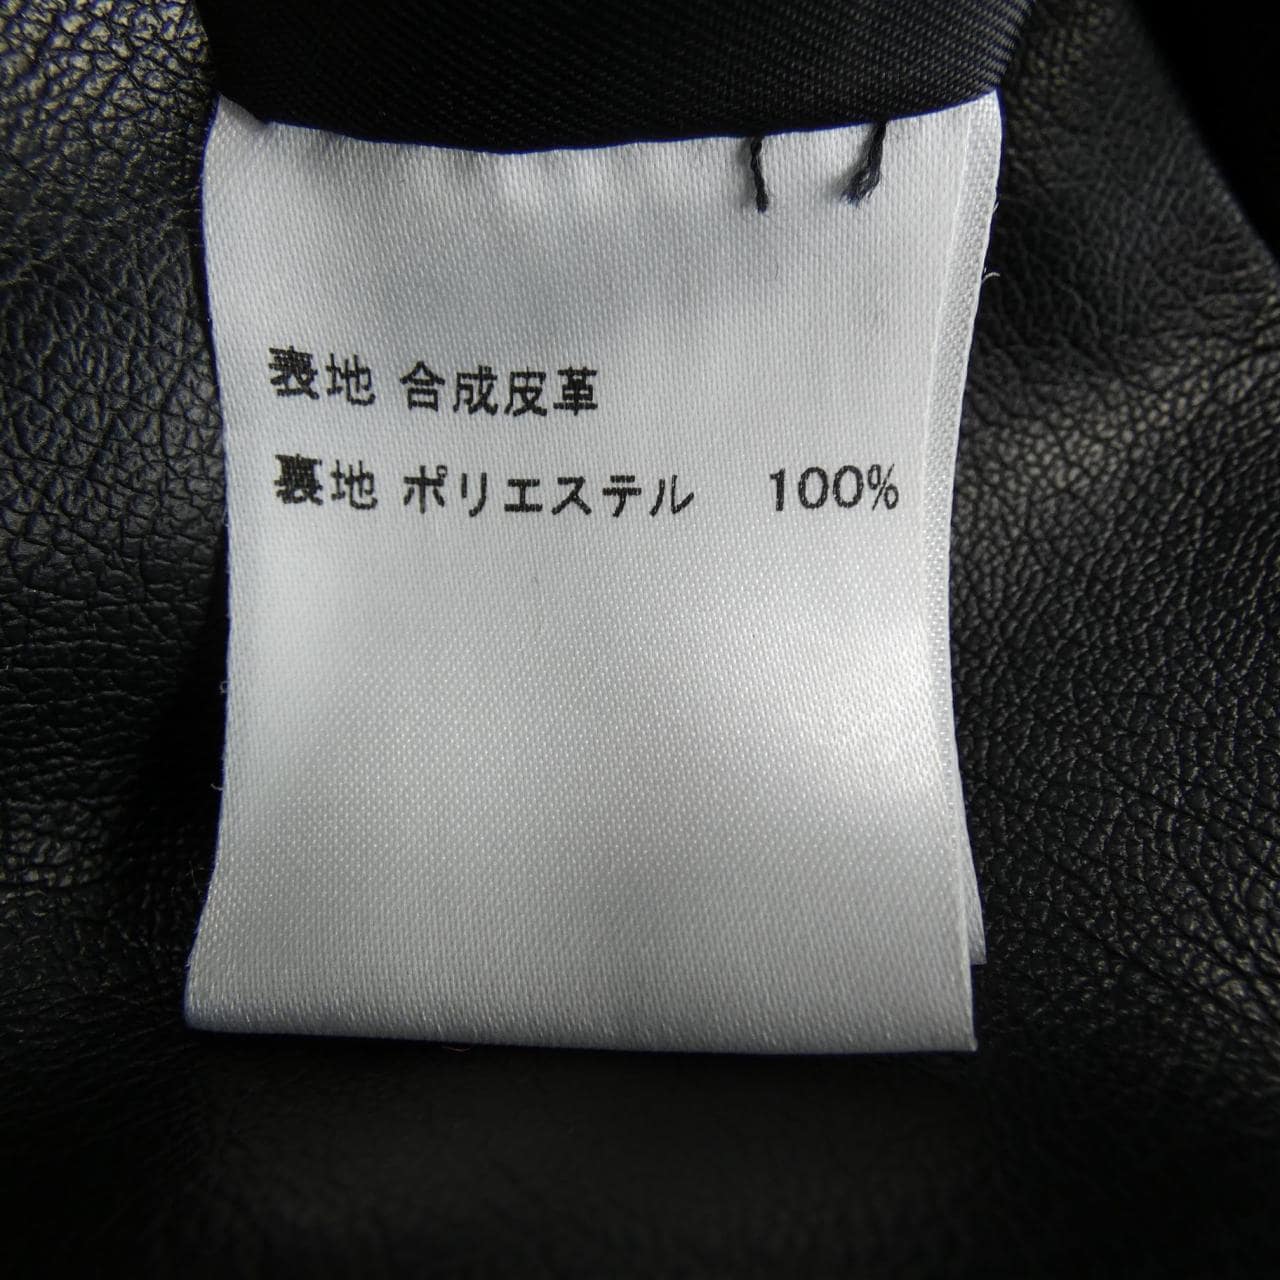 表地 合成皮革
裏地 ポリエステル 100%